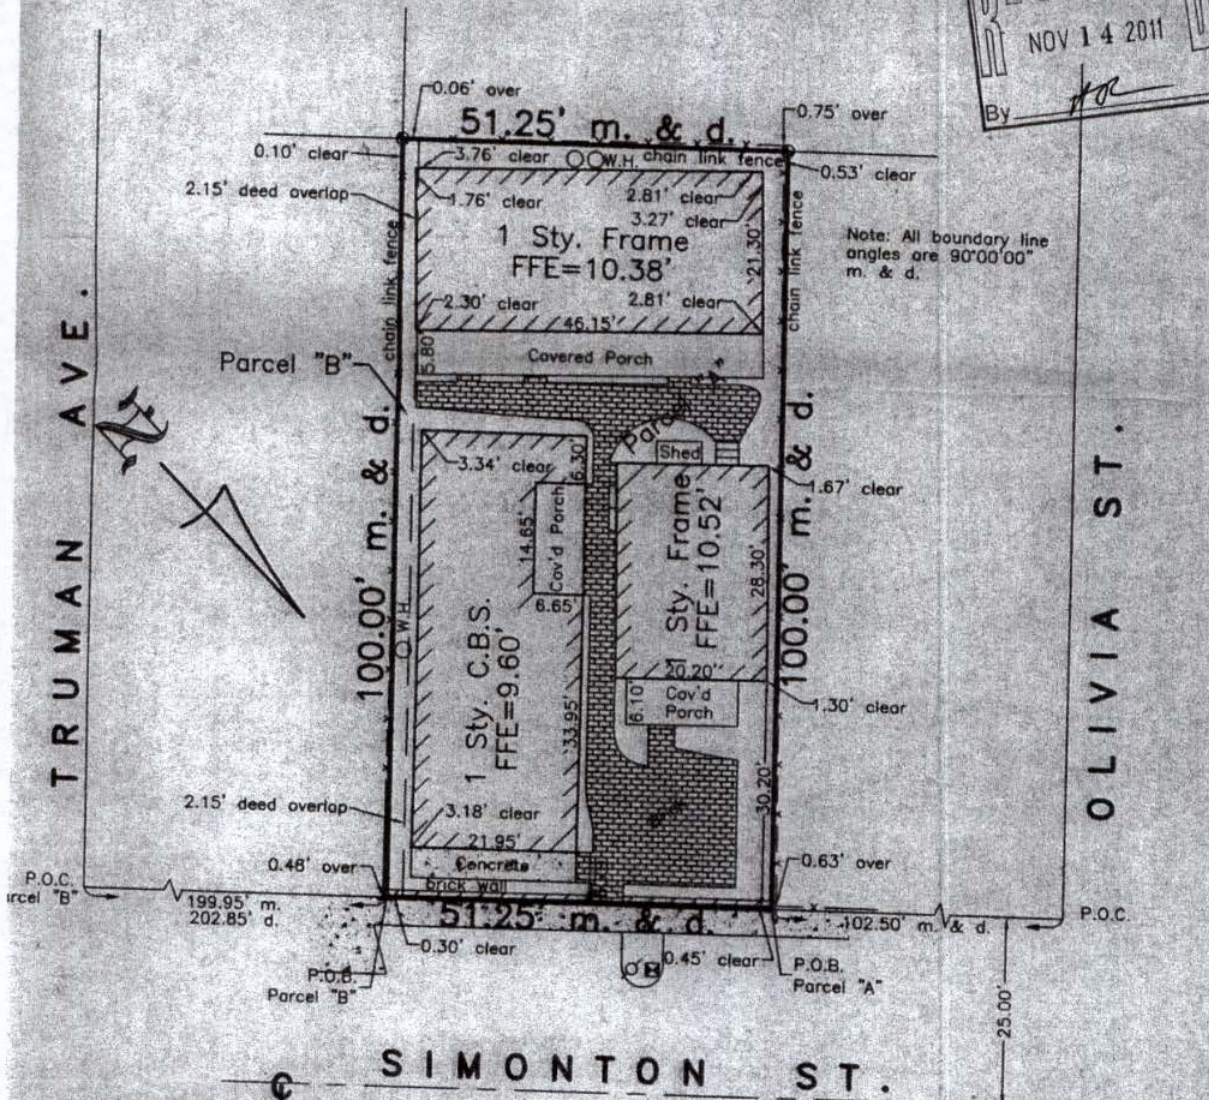 NOV 14 2011
By
0.06' over
51.25' m. & d.
0.75' over
0.10' clear
3.76' clear
W.H.
chain link fence
0.53' clear
2.15' deed overlap
1.76' clear
2.81' clear
3.27' clear
1 Sty. Frame
FFE=10.38'
21.30'
chain link fence
chain link fence
Note: All boundary line
angles are 90°00'00"
m. & d.
2.30' clear
2.81' clear
46.15'
Covered Porch
5.80'
Parcel "B"
TRUMAN AVE.
N
100.00' m. & d.
3.34' clear
6.30'
Shed
1.67' clear
14.65'
Cov'd Porch
6.65'
1 Sty. Frame
FFE=10.52'
28.30'
100.00' m. & d.
OLIVIA ST.
W.H.
1 Sty. C.B.S.
FFE=9.60'
33.95'
20.20'
6.10'
Cov'd
Porch
1.30' clear
30.20'
2.15' deed overlap
3.18' clear
21.95'
Concrete
brick wall
0.48' over
0.63' over
P.O.C.
arcel "B"
199.95' m.
202.85' d.
51.25' m. & d.
102.50' m. & d.
P.O.C.
0.30' clear
0.45' clear
P.O.B.
Parcel "B"
P.O.B.
Parcel "A"
25.00'
SIMONTON ST.